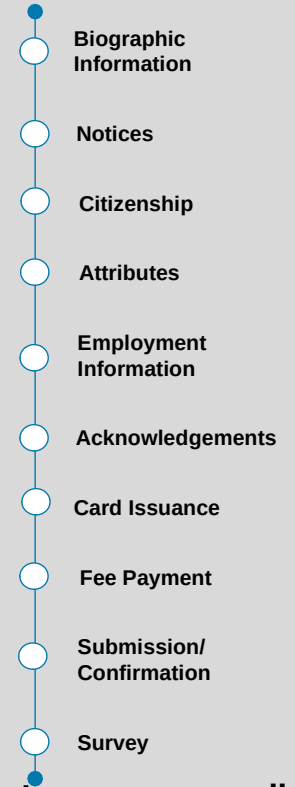 Biographic
Information
Notices
Citizenship
Attributes
Employment
Information
Acknowledgements
Card Issuance
Fee Payment
Submission/
Confirmation
Survey